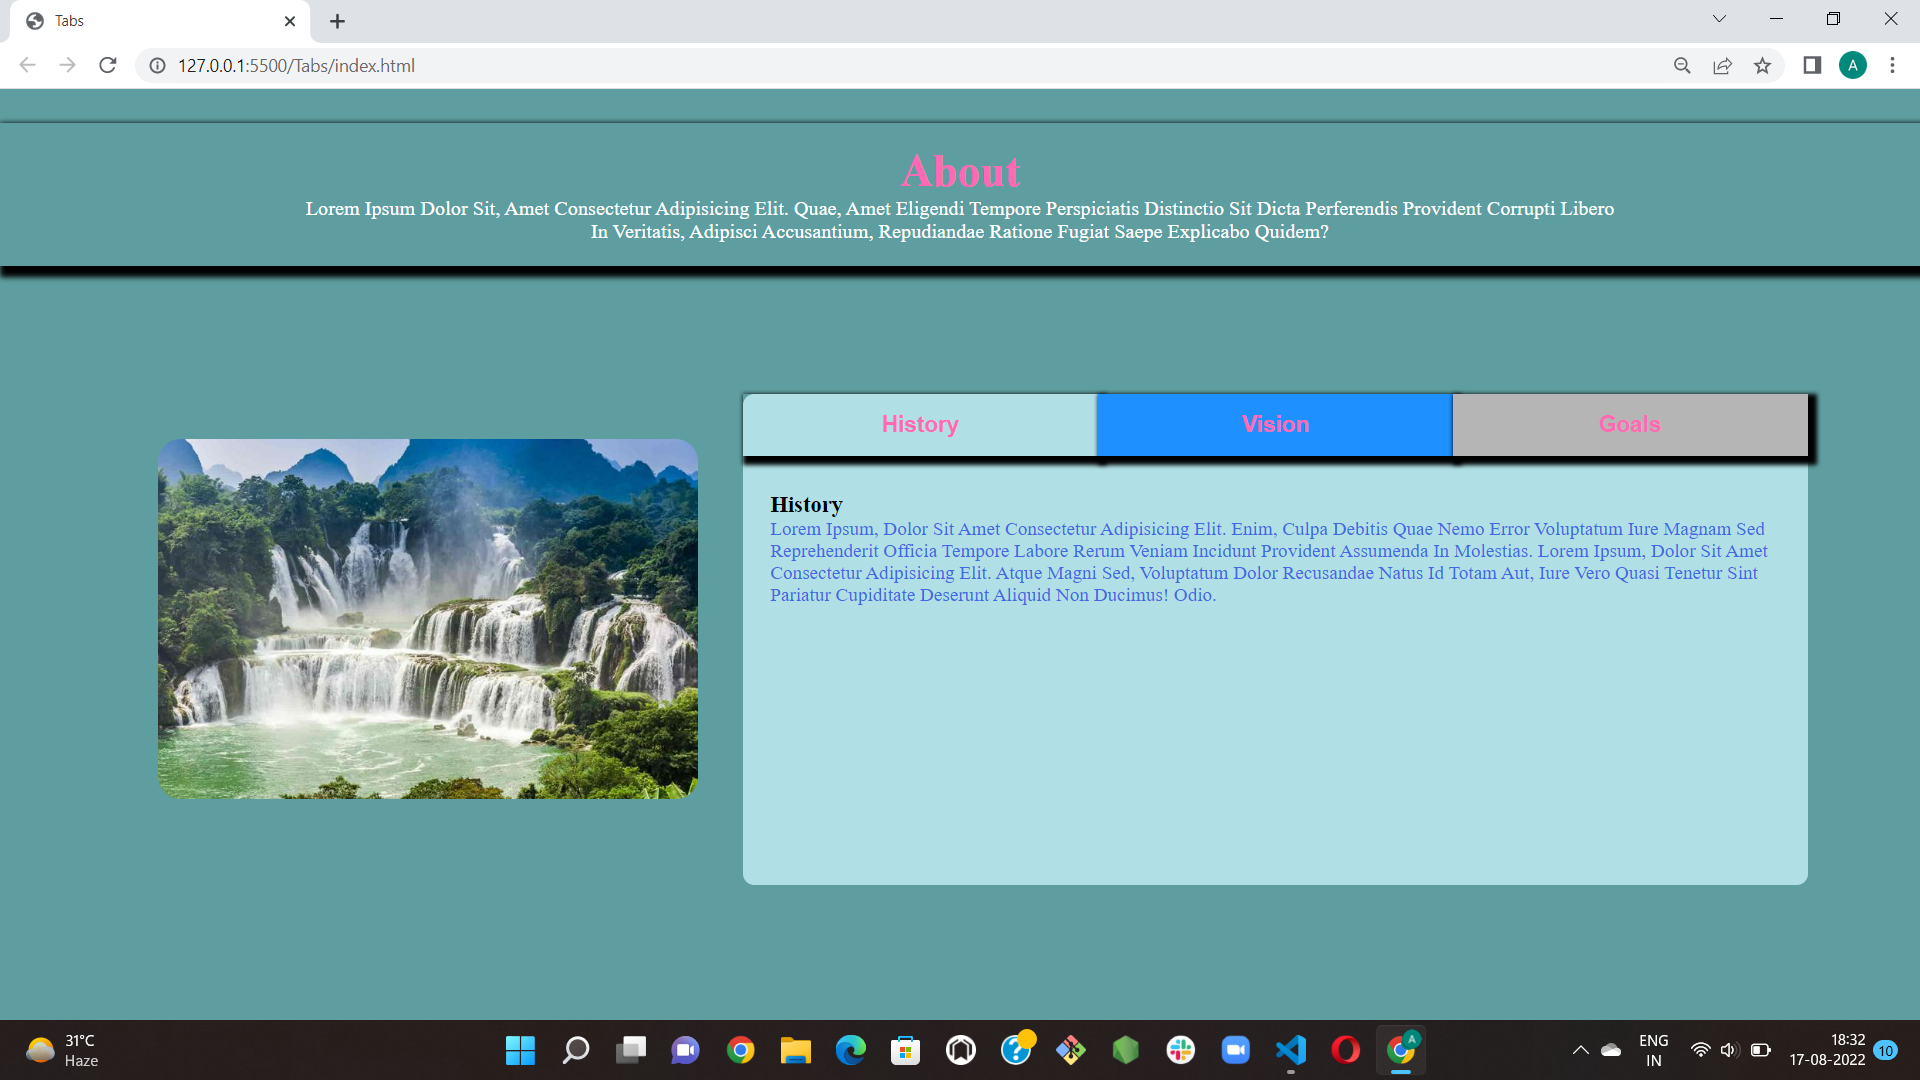 Tabs
127.0.0.1:5500/Tabs/index.html
A
About
Lorem Ipsum Dolor Sit, Amet Consectetur Adipisicing Elit. Quae, Amet Eligendi Tempore Perspiciatis Distinctio Sit Dicta Perferendis Provident Corrupti Libero
In Veritatis, Adipisci Accusantium, Repudiandae Ratione Fugiat Saepe Explicabo Quidem?
History Vision Goals
History
Lorem Ipsum, Dolor Sit Amet Consectetur Adipisicing Elit. Enim, Culpa Debitis Quae Nemo Error Voluptatum Iure Magnam Sed
Reprehenderit Officia Tempore Labore Rerum Veniam Incidunt Provident Assumenda In Molestias. Lorem Ipsum, Dolor Sit Amet
Consectetur Adipisicing Elit. Atque Magni Sed, Voluptatum Dolor Recusandae Natus Id Totam Aut, Iure Vero Quasi Tenetur Sint
Pariatur Cupiditate Deserunt Aliquid Non Ducimus! Odio.
31°C
Haze
A
ENG
IN
18:32
17-08-2022
10